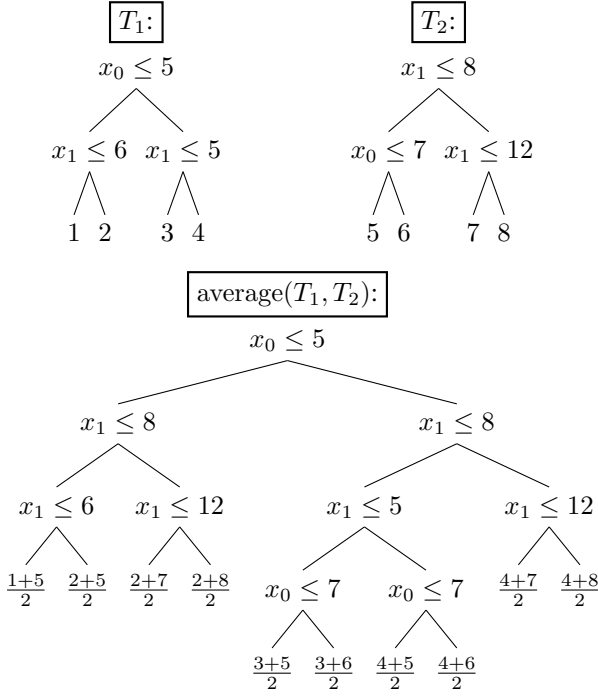 T₁: T₂:
x₀ ≤ 5 x₁ ≤ 8
x₁ ≤ 6 x₁ ≤ 5 x₀ ≤ 7 x₁ ≤ 12
1 2 3 4 5 6 7 8
average(T₁, T₂):
x₀ ≤ 5
x₁ ≤ 8 x₁ ≤ 8
x₁ ≤ 6 x₁ ≤ 12 x₁ ≤ 5 x₁ ≤ 12
1+5/2 2+5/2 2+7/2 2+8/2 x₀ ≤ 7 x₀ ≤ 7 4+7/2 4+8/2
3+5/2 3+6/2 4+5/2 4+6/2